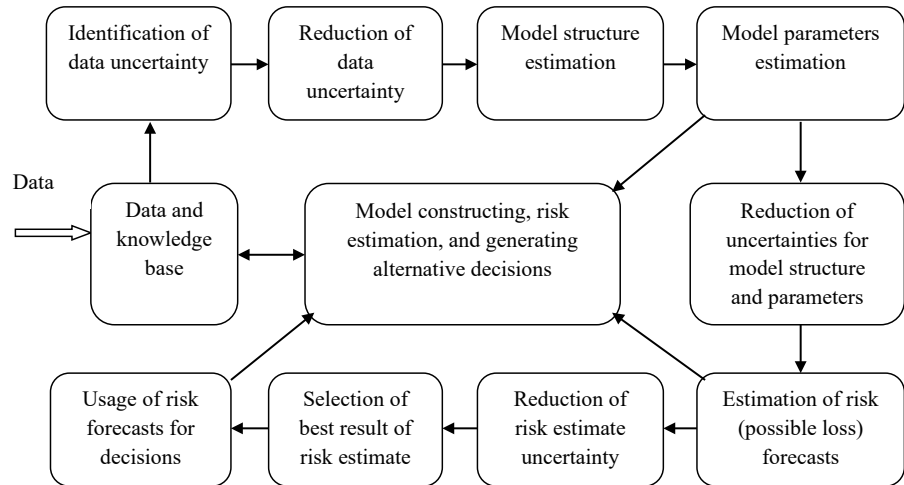 Identification of
data uncertainty
Reduction of
data
uncertainty
Model structure
estimation
Model parameters
estimation
Data
Data and
knowledge
base
Model constructing, risk
estimation, and generating
alternative decisions
Reduction of
uncertainties for
model structure
and parameters
Usage of risk
forecasts for
decisions
Selection of
best result of
risk estimate
Reduction of
risk estimate
uncertainty
Estimation of risk
(possible loss)
forecasts